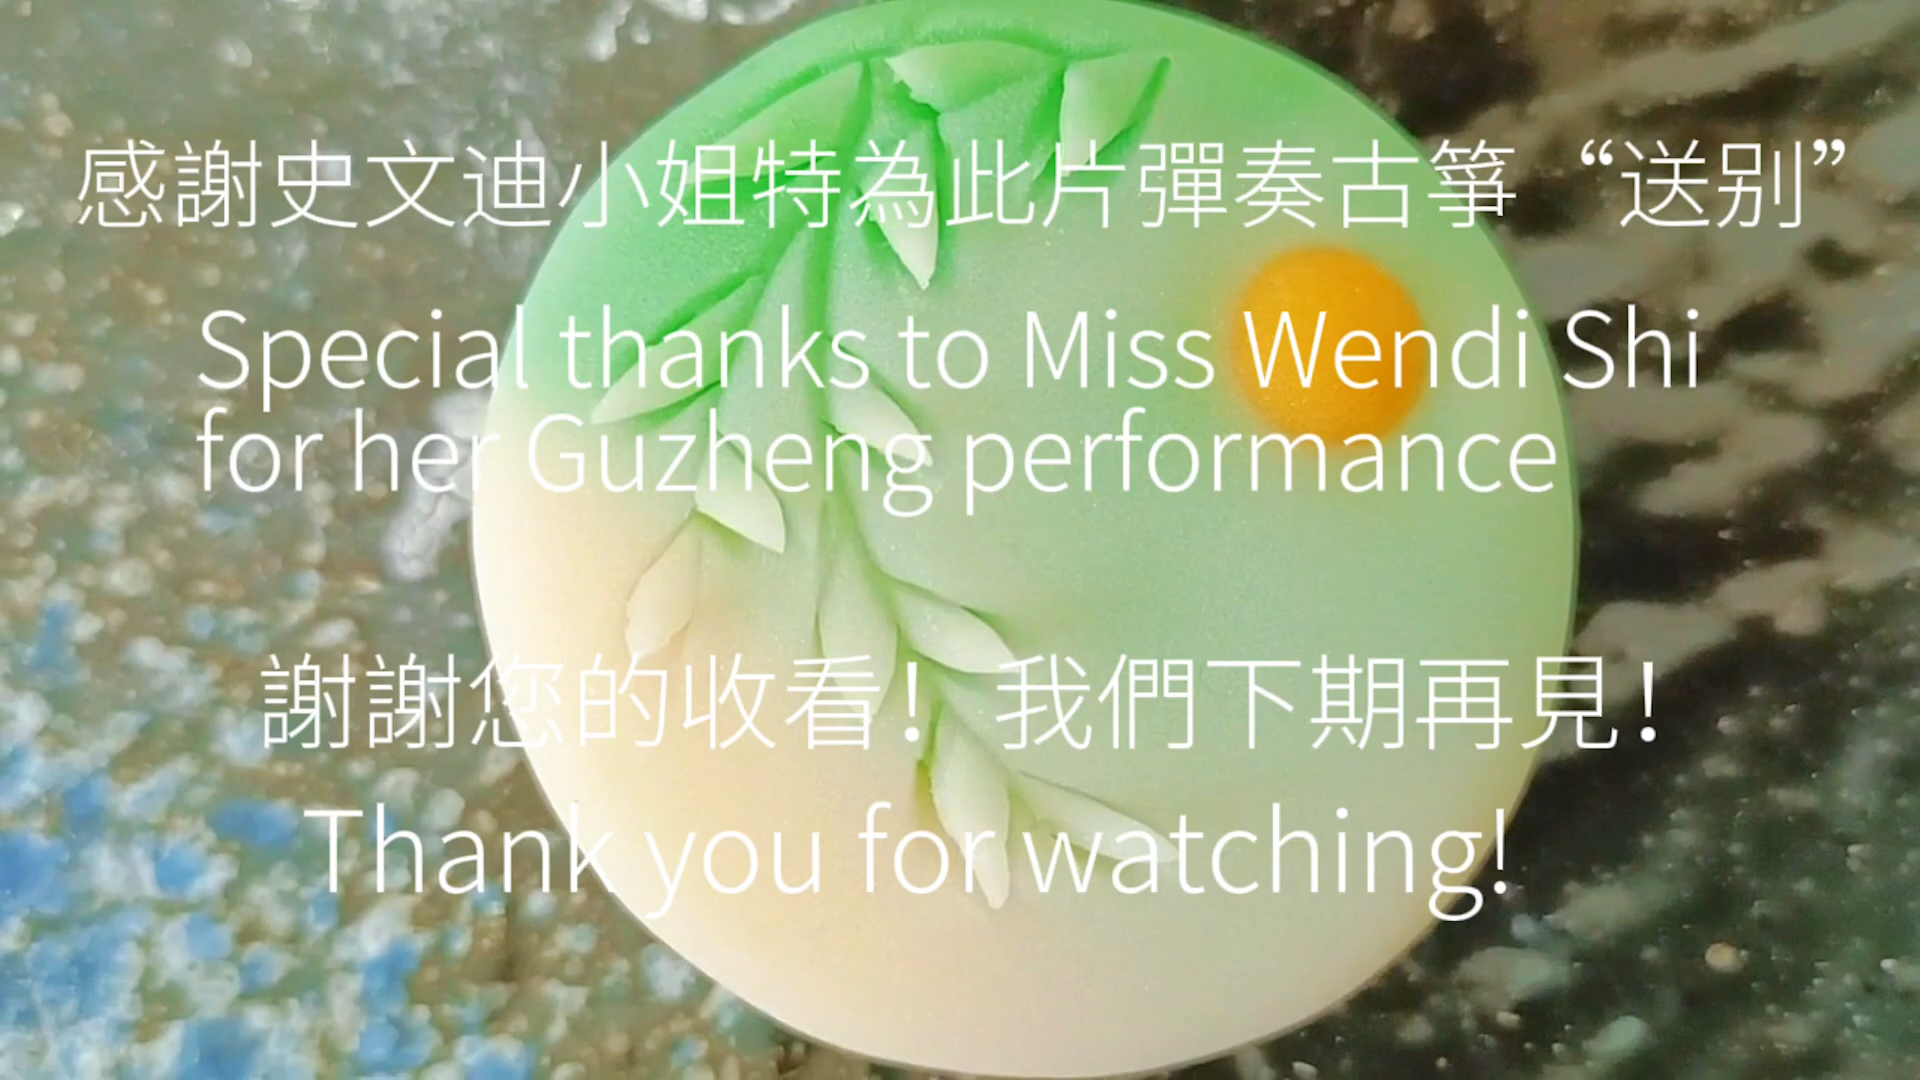 感謝史文迪小姐特為此片彈奏古箏“送别”
Special thanks to Miss Wendi Shi
for her Guzheng performance
謝謝您的收看！我們下期再見！
Thank you for watching!